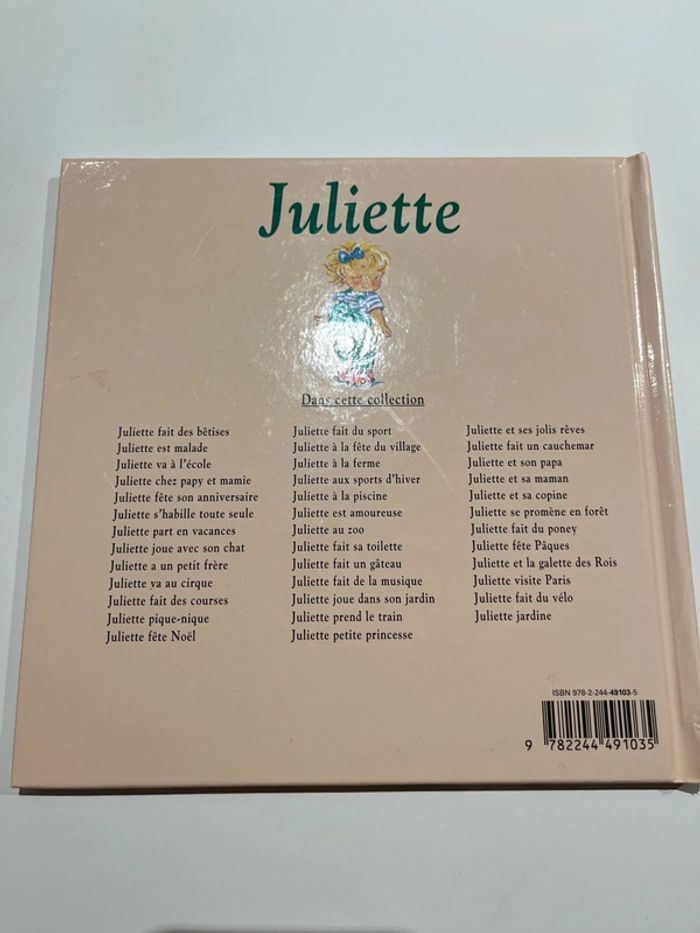 Juliette
Dans cette collection
Juliette fait des bêtises
Juliette est malade
Juliette va à l'école
Juliette chez papy et mamie
Juliette fête son anniversaire
Juliette s'habille toute seule
Juliette part en vacances
Juliette joue avec son chat
Juliette a un petit frère
Juliette va au cirque
Juliette fait des courses
Juliette pique-nique
Juliette fête Noël
Juliette fait du sport
Juliette à la fête du village
Juliette à la ferme
Juliette aux sports d'hiver
Juliette à la piscine
Juliette est amoureuse
Juliette au zoo
Juliette fait sa toilette
Juliette fait un gâteau
Juliette fait de la musique
Juliette joue dans son jardin
Juliette prend le train
Juliette petite princesse
Juliette et ses jolis rêves
Juliette fait un cauchemar
Juliette et son papa
Juliette et sa maman
Juliette et sa copine
Juliette se promène en forêt
Juliette fait du poney
Juliette fête Pâques
Juliette et la galette des Rois
Juliette visite Paris
Juliette fait du vélo
Juliette jardine
ISBN 978-2-244-49103-5
9 782244 491035